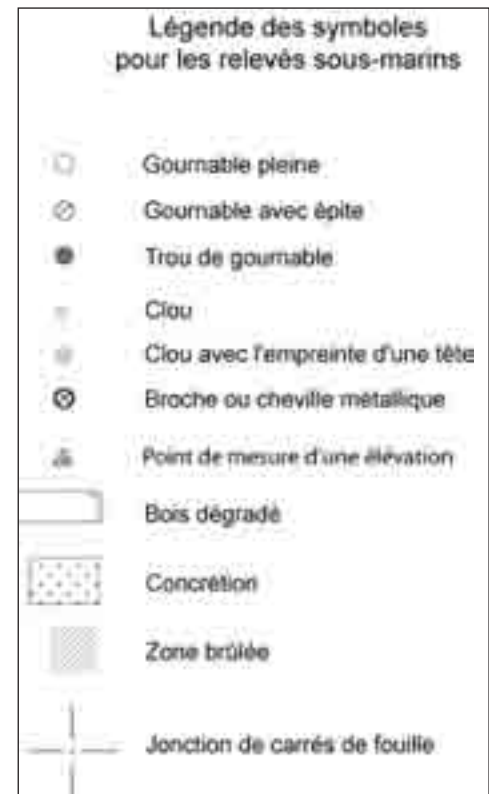 Légende des symboles
pour les relevés sous-marins
Gournable pleine
Gournable avec épite
Trou de gournable
Clou
Clou avec l'empreinte d'une tête
Broche ou cheville métallique
Point de mesure d'une élévation
Bois dégradé
Concrétion
Zone brûlée
Jonction de carrés de fouille